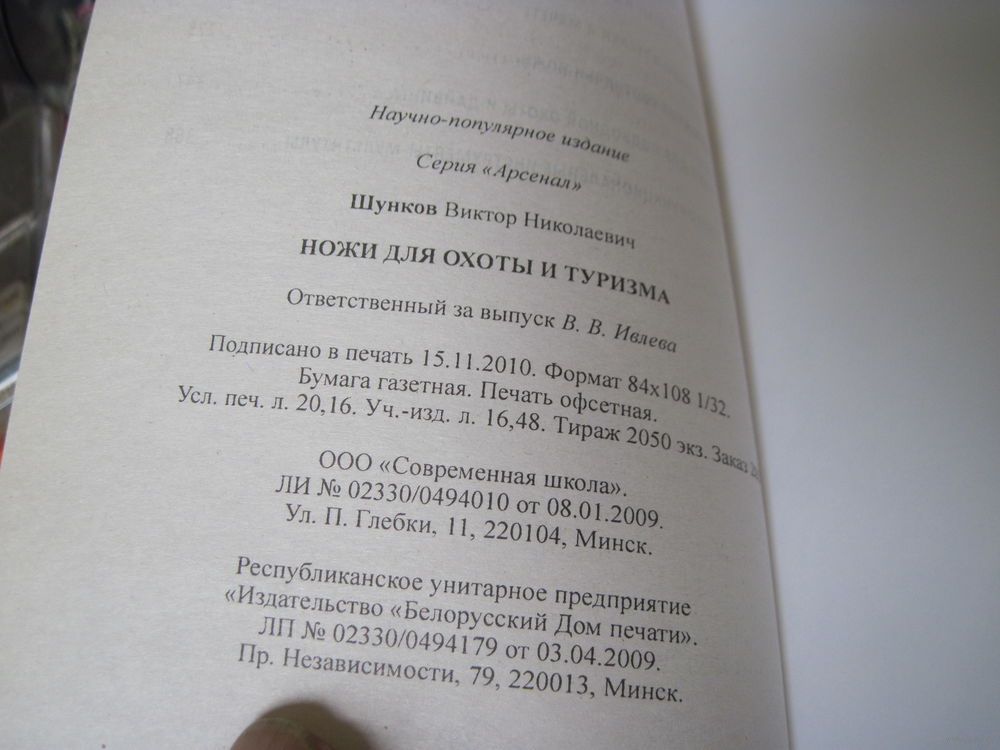 Научно-популярное издание
Серия «Арсенал»
Шунков Виктор Николаевич
НОЖИ ДЛЯ ОХОТЫ И ТУРИЗМА
Ответственный за выпуск В. В. Ивлева
Подписано в печать 15.11.2010. Формат 84х108 1/32.
Бумага газетная. Печать офсетная.
Усл. печ. л. 20,16. Уч.-изд. л. 16,48. Тираж 2050 экз. Заказ
ООО «Современная школа».
ЛИ № 02330/0494010 от 08.01.2009.
Ул. П. Глебки, 11, 220104, Минск.
Республиканское унитарное предприятие
«Издательство «Белорусский Дом печати».
ЛП № 02330/0494179 от 03.04.2009.
Пр. Независимости, 79, 220013, Минск.